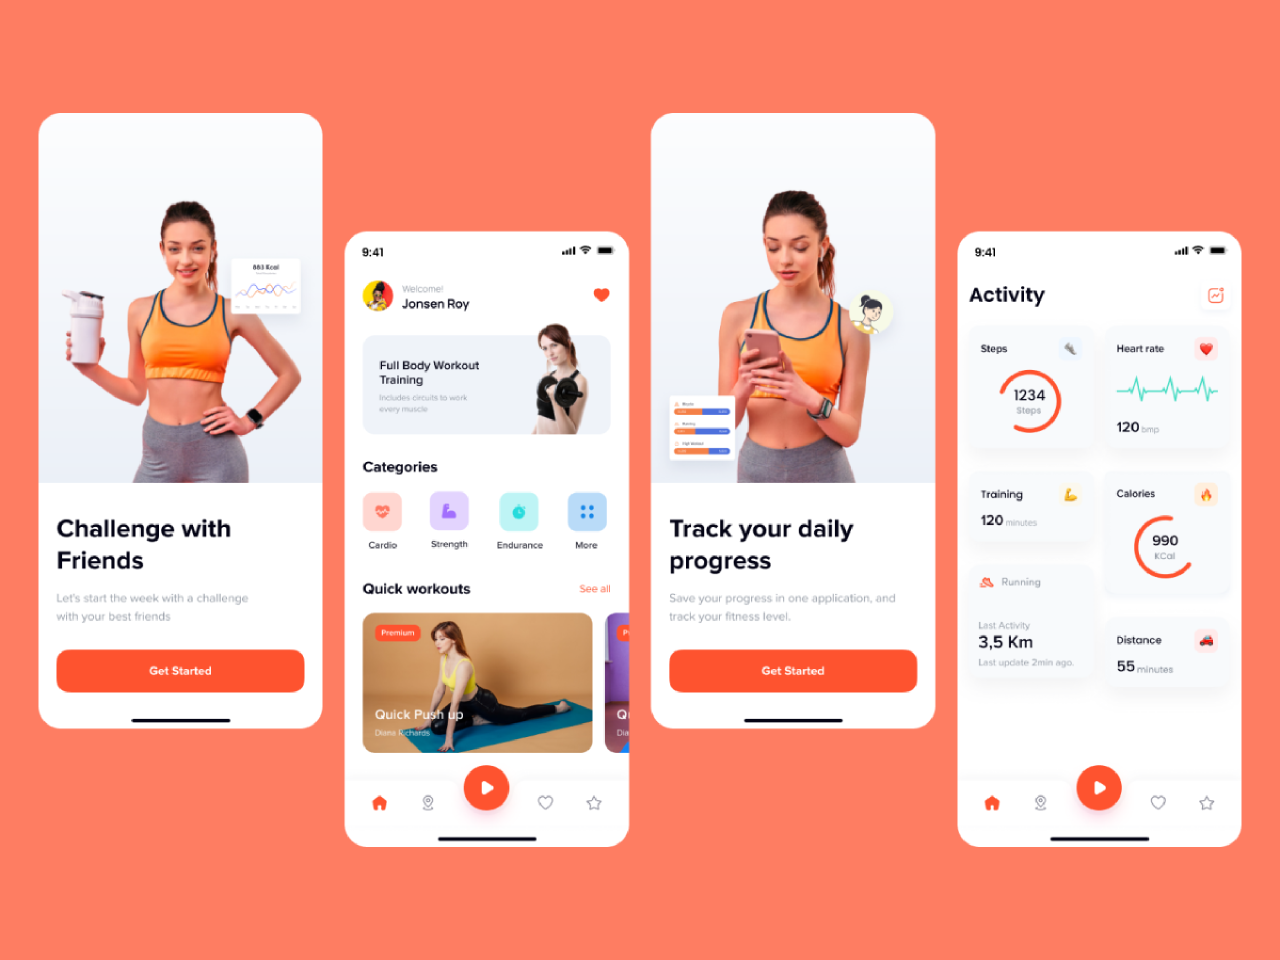 883 Kcal
Challenge with
Friends
Let's start the week with a challenge
with your best friends
Get Started
9:41
Welcome!
Jonsen Roy
Full Body Workout
Training
Includes circuits to work
every muscle
Categories
Cardio
Strength
Endurance
More
Quick workouts
See all
Premium
Quick Push up
Diana Richards
Track your daily
progress
Save your progress in one application, and
track your fitness level.
Get Started
9:41
Activity
Steps
1234
Steps
Heart rate
120 bmp
Training
120 minutes
Calories
990
KCal
Running
Last Activity
3,5 Km
Last update 2min ago.
Distance
55 minutes